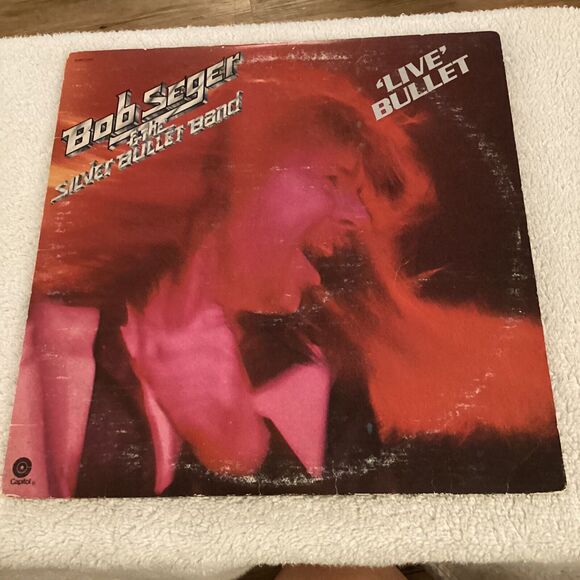 Bob Seger
& the
Silver Bullet Band
'LIVE'
BULLET
Capitol